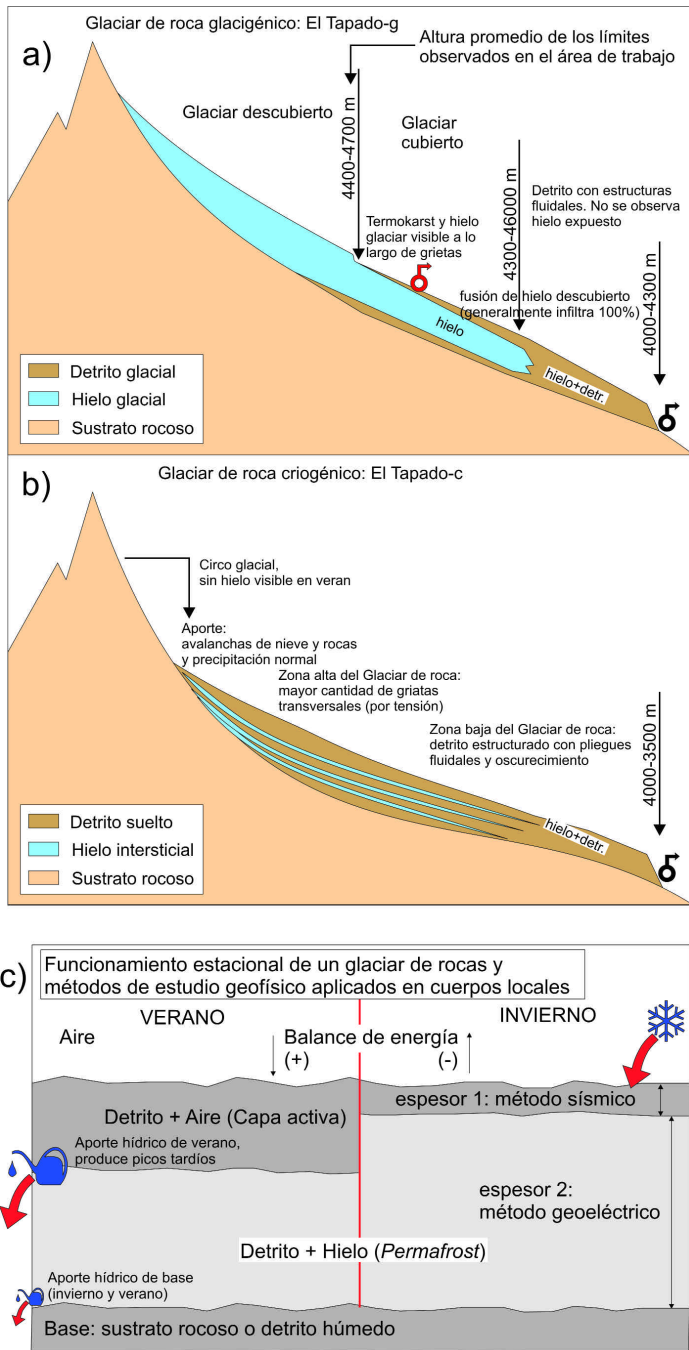 Glaciar de roca glacigénico: El Tapado-g
a)
Altura promedio de los límites
observados en el área de trabajo
Glaciar descubierto
4400-4700 m
Glaciar
cubierto
4300-46000 m
Detrito con estructuras
fluidales. No se observa
hielo expuesto
Termokarst y hielo
glaciar visible a lo
largo de grietas
4000-4300 m
fusión de hielo descubierto
(generalmente infiltra 100%)
hielo
hielo+detr.
Detrito glacial
Hielo glacial
Sustrato rocoso
b)
Glaciar de roca criogénico: El Tapado-c
Circo glacial,
sin hielo visible en veran
Aporte:
avalanchas de nieve y rocas
y precipitación normal
Zona alta del Glaciar de roca:
mayor cantidad de griatas
transversales (por tensión)
Zona baja del Glaciar de roca:
detrito estructurado con pliegues
fluidales y oscurecimiento
4000-3500 m
hielo+detr.
Detrito suelto
Hielo intersticial
Sustrato rocoso
c)
Funcionamiento estacional de un glaciar de rocas y
métodos de estudio geofísico aplicados en cuerpos locales
VERANO
INVIERNO
Aire
Balance de energía
(+)
(-)
espesor 1: método sísmico
Detrito + Aire (Capa activa)
Aporte hídrico de verano,
produce picos tardíos
espesor 2:
método geoeléctrico
Detrito + Hielo (Permafrost)
Aporte hídrico de base
(invierno y verano)
Base: sustrato rocoso o detrito húmedo